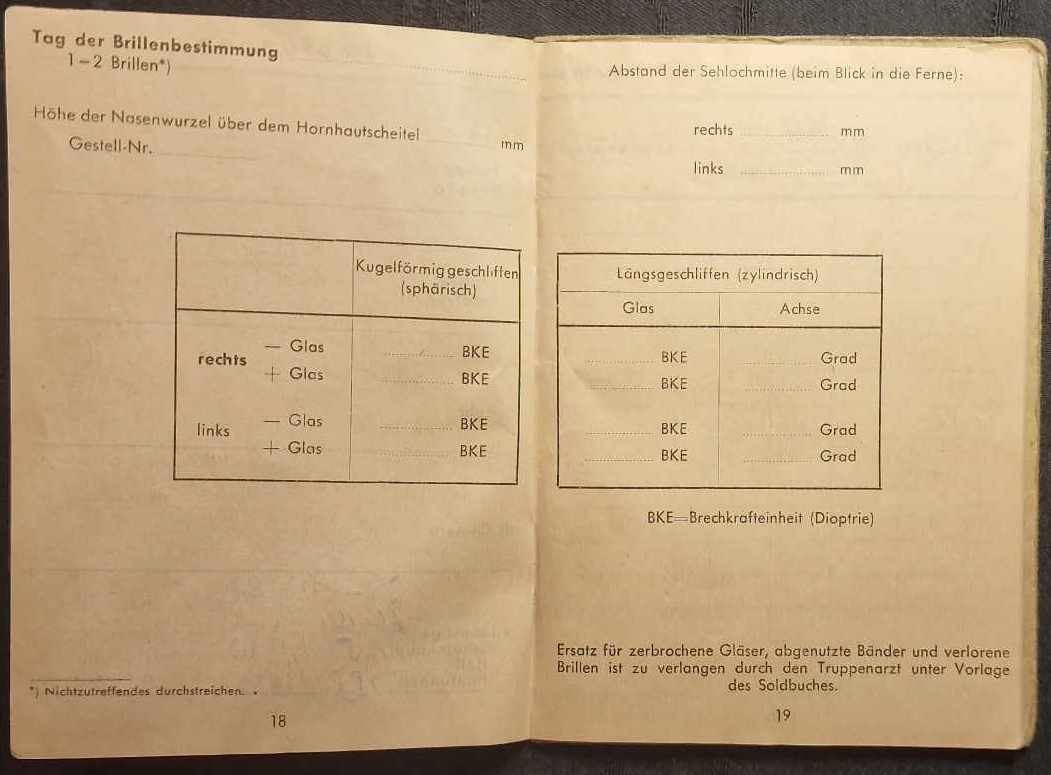 Tag der Brillenbestimmung
1–2 Brillen*)
Höhe der Nasenwurzel über dem Hornhautscheitel mm
Gestell-Nr.
Kugelförmig geschliffen
(sphärisch)
rechts
— Glas BKE
+ Glas BKE
links
— Glas BKE
+ Glas BKE
*) Nichtzutreffendes durchstreichen.
18
Abstand der Sehlochmitte (beim Blick in die Ferne):
rechts mm
links mm
Längsgeschliffen (zylindrisch)
Glas Achse
BKE Grad
BKE Grad
BKE Grad
BKE Grad
BKE=Brechkrafteinheit (Dioptrie)
Ersatz für zerbrochene Gläser, abgenutzte Bänder und verlorene
Brillen ist zu verlangen durch den Truppenarzt unter Vorlage
des Soldbuches.
19